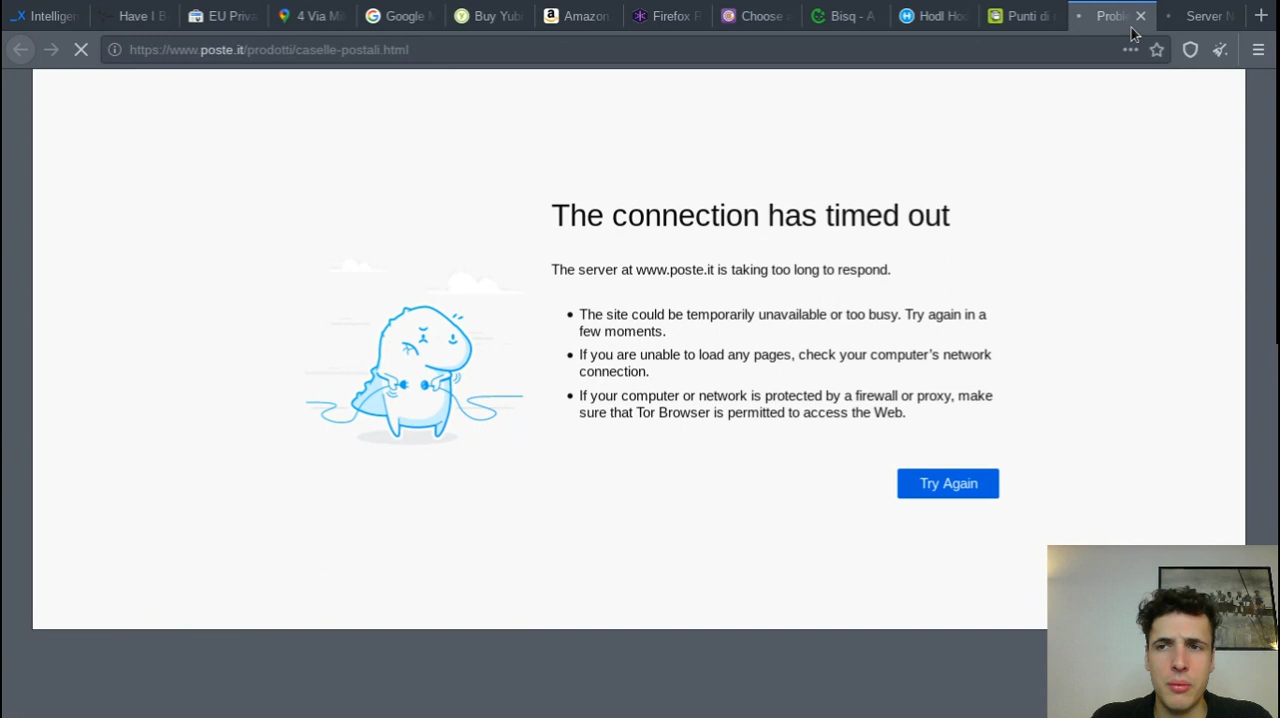 Intelligen
Have I B
EU Priva
4 Via Mi
Google M
Buy Yub
Amazon
Firefox R
Choose a
Bisq - A
Hodl Ho
Punti di
Probl
Server N
https://www.poste.it/prodotti/caselle-postali.html
The connection has timed out
The server at www.poste.it is taking too long to respond.
The site could be temporarily unavailable or too busy. Try again in a
few moments.
If you are unable to load any pages, check your computer’s network
connection.
If your computer or network is protected by a firewall or proxy, make
sure that Tor Browser is permitted to access the Web.
Try Again